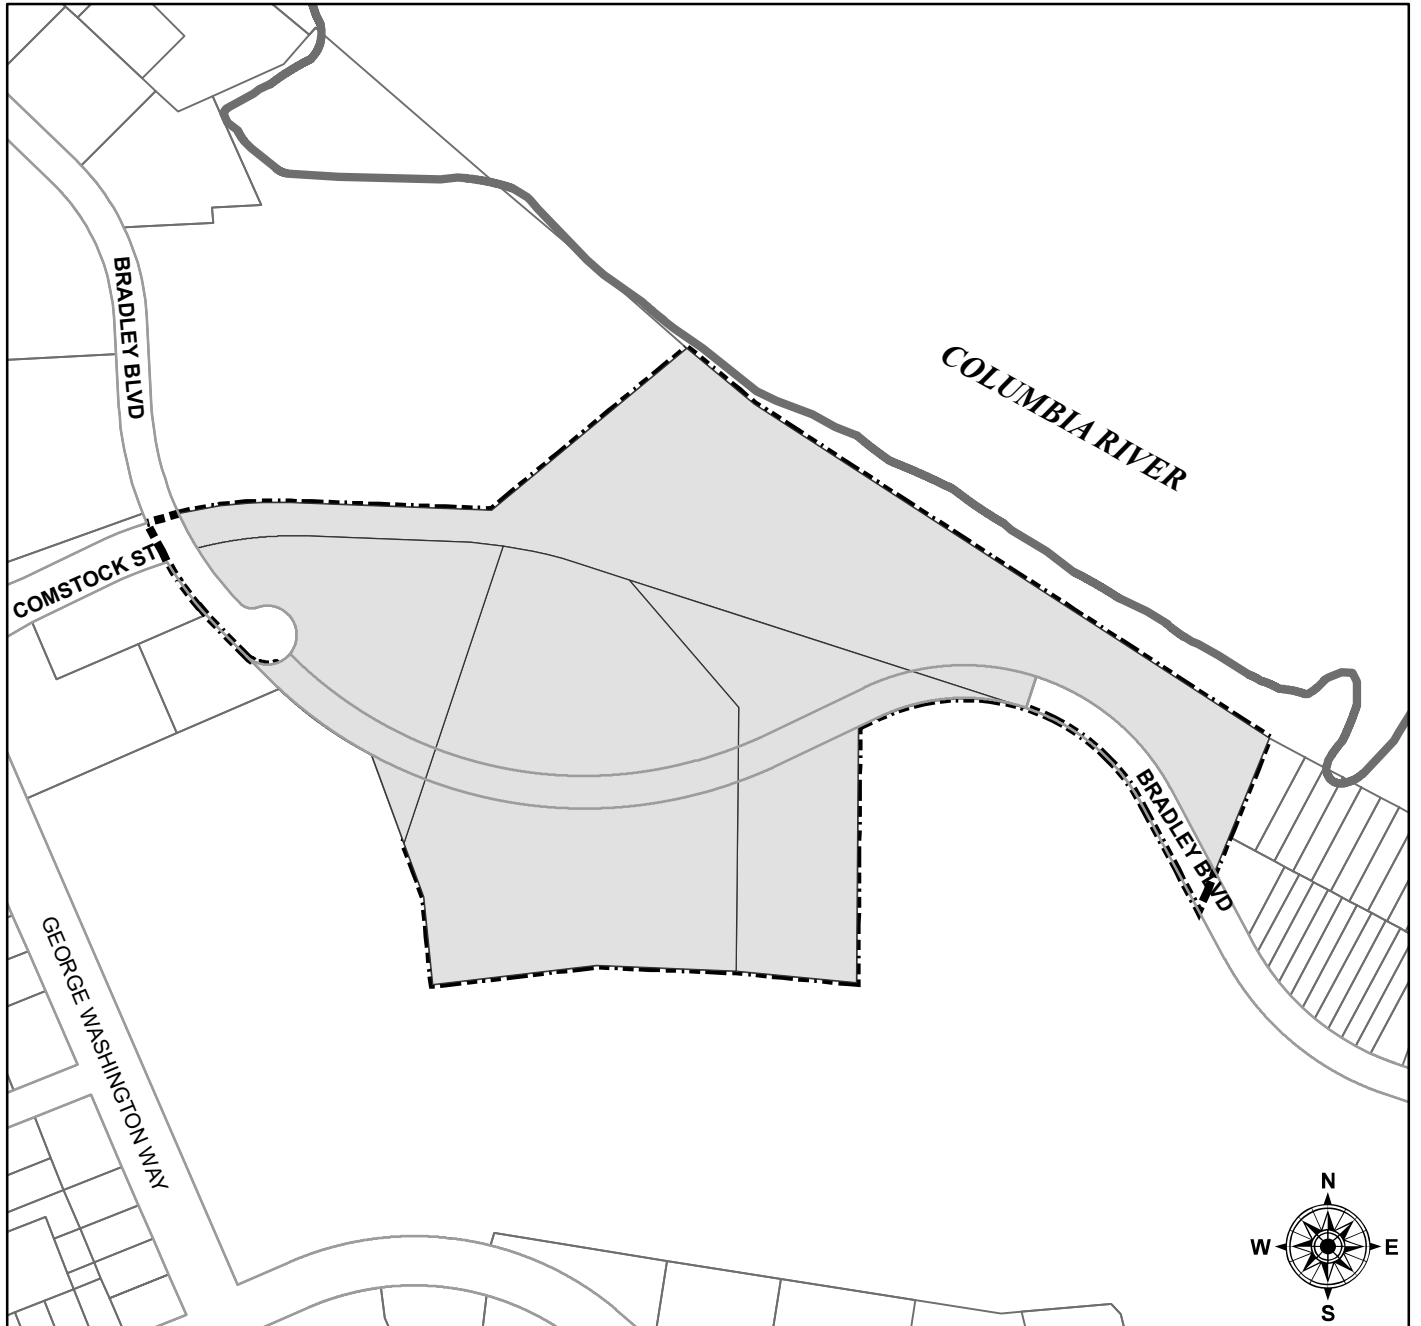 BRADLEY BLVD
COLUMBIA RIVER
COMSTOCK ST
BRADLEY BLVD
GEORGE WASHINGTON WAY
N
W
E
S